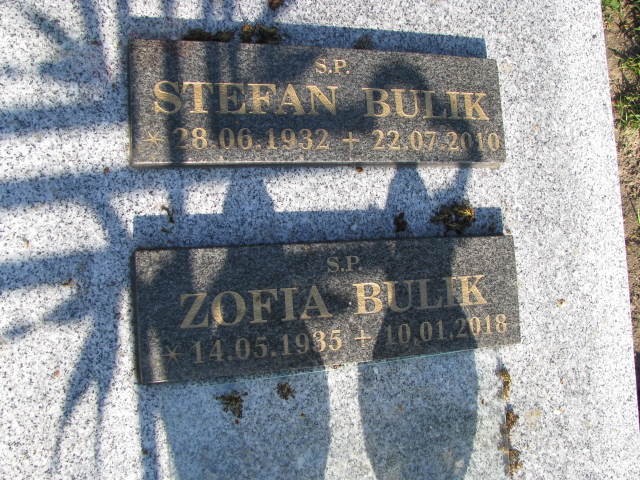 S.P.
STEFAN BULIK
* 28.06.1932 + 22.07.2010
S.P.
ZOFIA BULIK
* 14.05.1935 + 10.01.2018